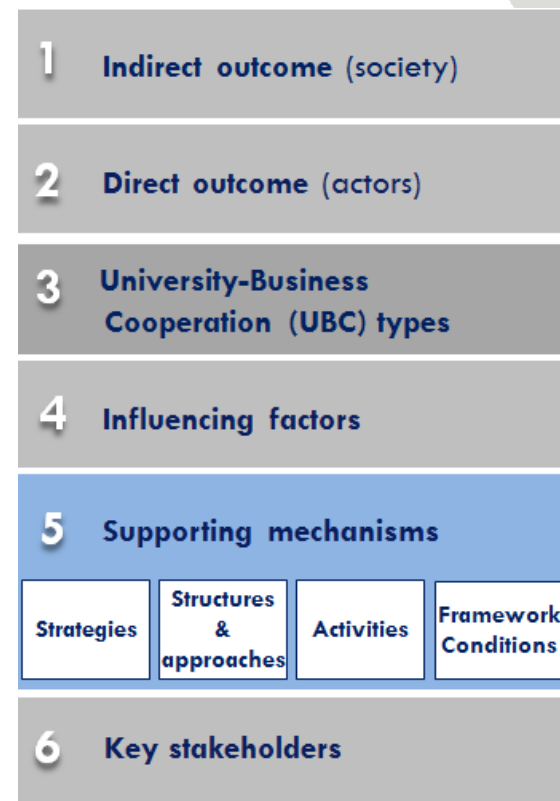 1 Indirect outcome (society)
2 Direct outcome (actors)
3 University-Business
Cooperation (UBC) types
4 Influencing factors
5 Supporting mechanisms
Strategies
Structures
&
approaches
Activities
Framework
Conditions
6 Key stakeholders